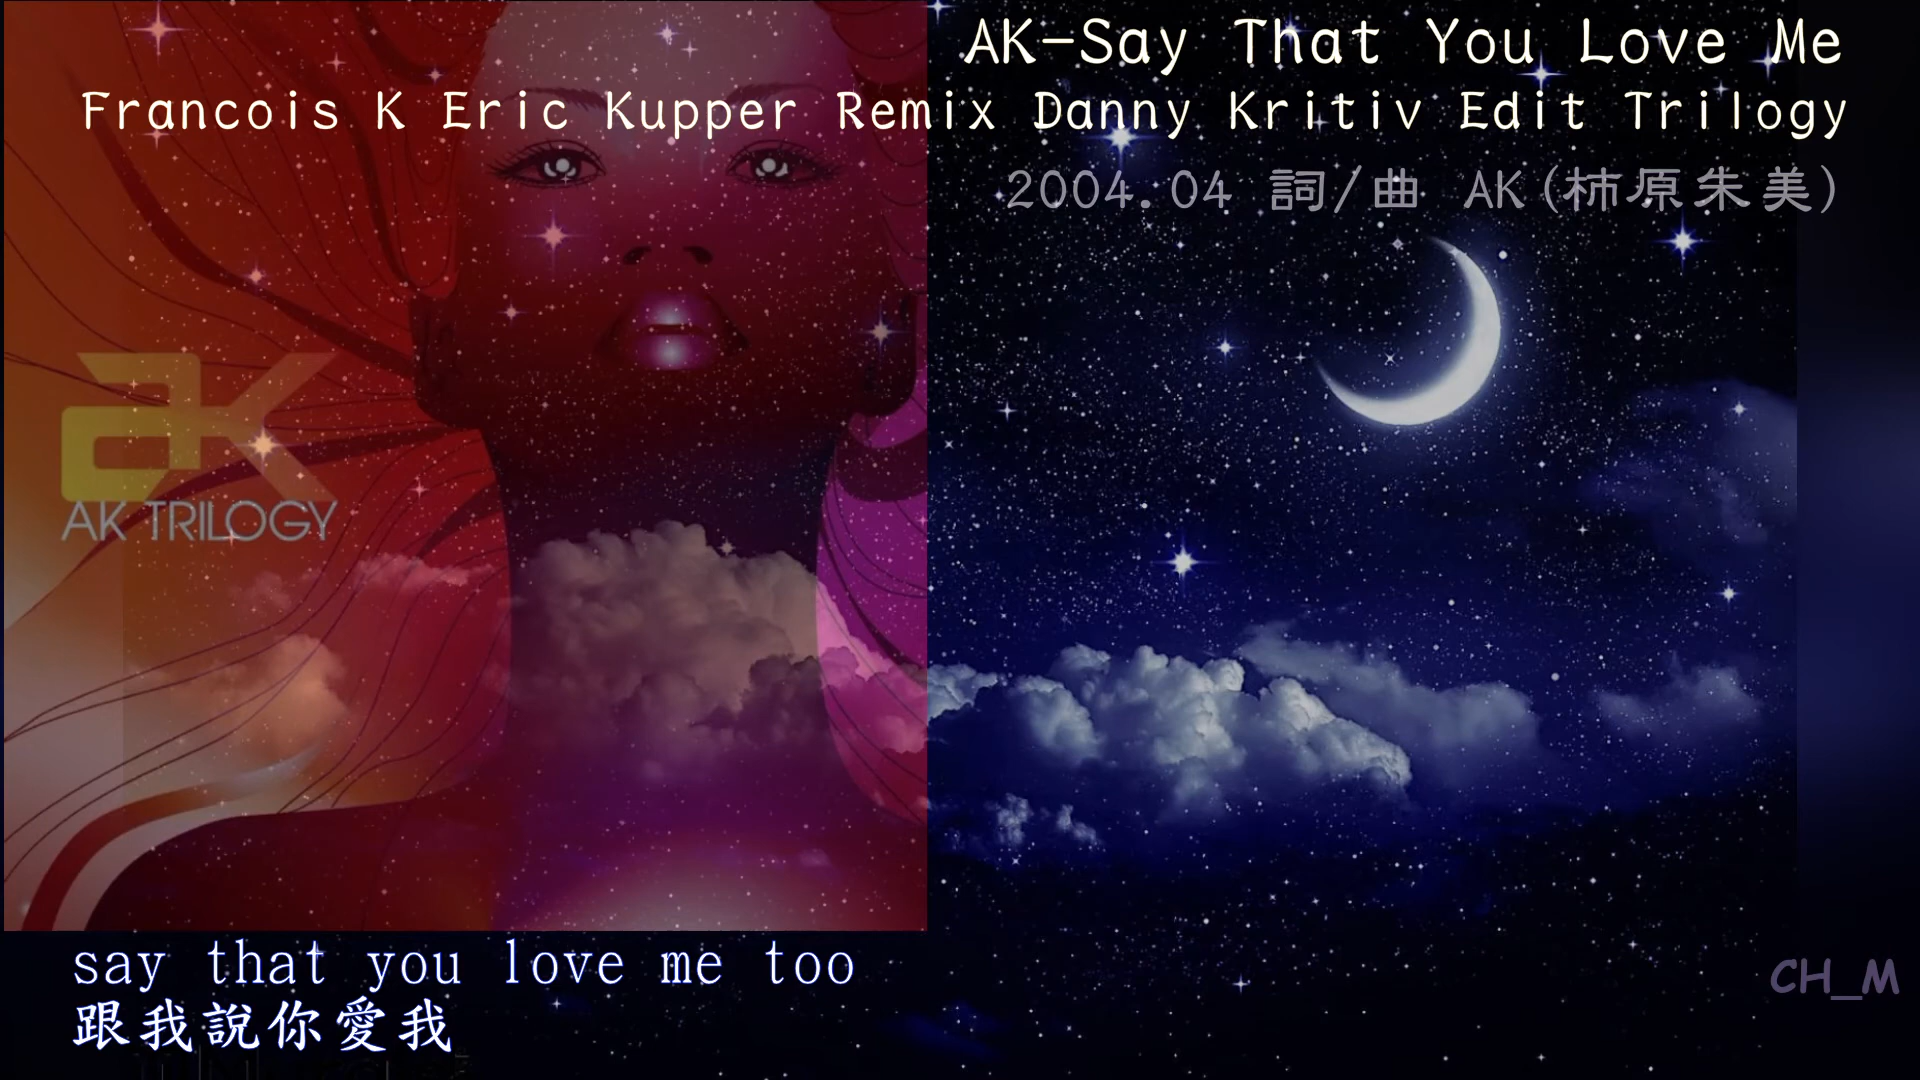 AK-Say That You Love Me
Francois K Eric Kupper Remix Danny Kritiv Edit Trilogy
2004.04 詞/曲 AK(柿原朱美)
aK
AK TRILOGY
say that you love me too
跟我說你愛我
CH_M